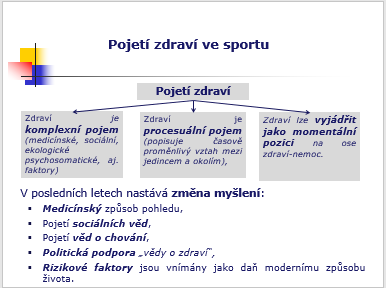 Pojetí zdraví ve sportu
Pojetí zdraví
Zdraví je
komplexní pojem
(medicínské, sociální,
ekologické
psychosomatické, aj.
faktory)
Zdraví je
procesuální pojem
(popisuje časově
proměnlivý vztah mezi
jedincem a okolím),
Zdraví lze vyjádřit
jako momentální
pozici na ose
zdraví-nemoc.
V posledních letech nastává změna myšlení:
▪ Medicínský způsob pohledu,
▪ Pojetí sociálních věd,
▪ Pojetí věd o chování,
▪ Politická podpora „vědy o zdraví",
▪ Rizikové faktory jsou vnímány jako daň modernímu způsobu
života.